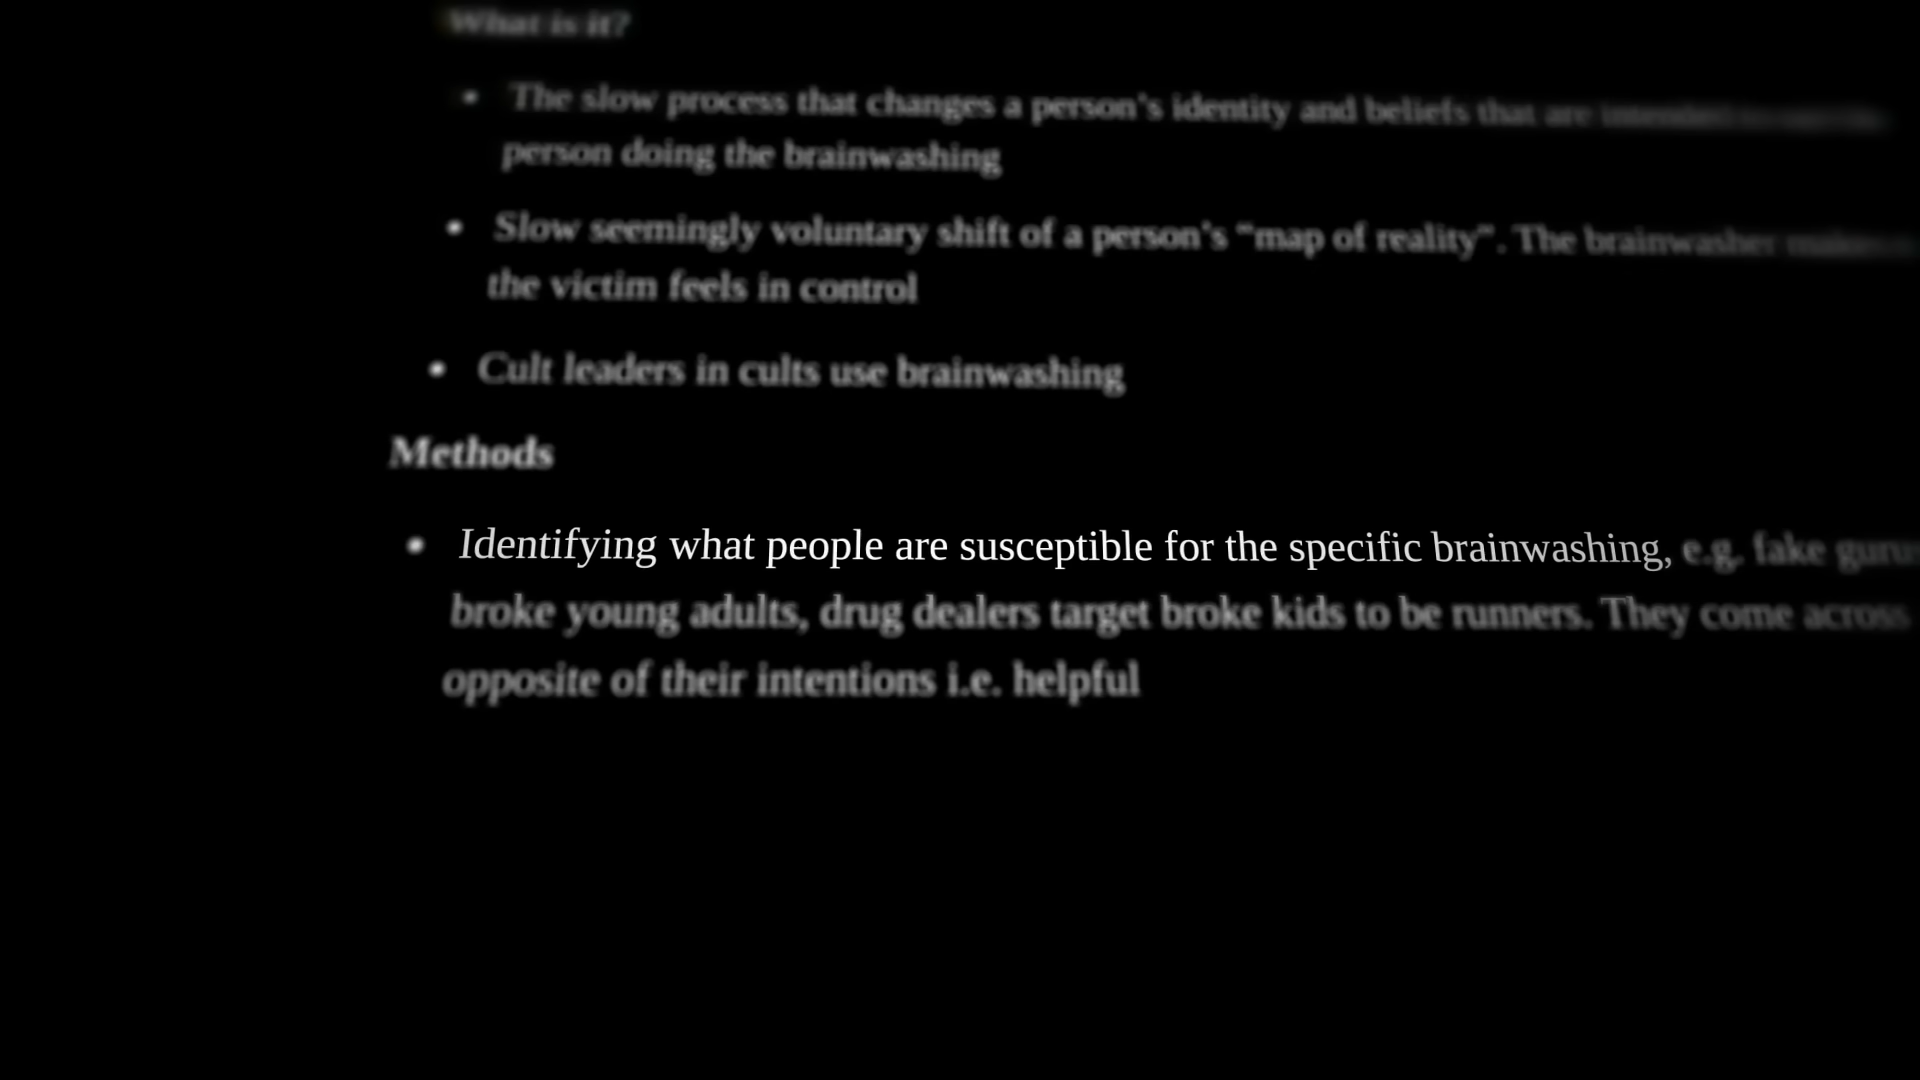 What is it?
• The slow process that changes a person’s identity and beliefs that are intended
person doing the brainwashing
• Slow seemingly voluntary shift of a person’s “map of reality”. The brainwasher makes
the victim feels in control
• Cult leaders in cults use brainwashing
Methods
• Identifying what people are susceptible for the specific brainwashing, e.g. fake gurus
broke young adults, drug dealers target broke kids to be runners. They come across
opposite of their intentions i.e. helpful